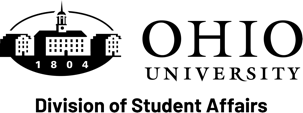 1804
OHIO
UNIVERSITY
Division of Student Affairs